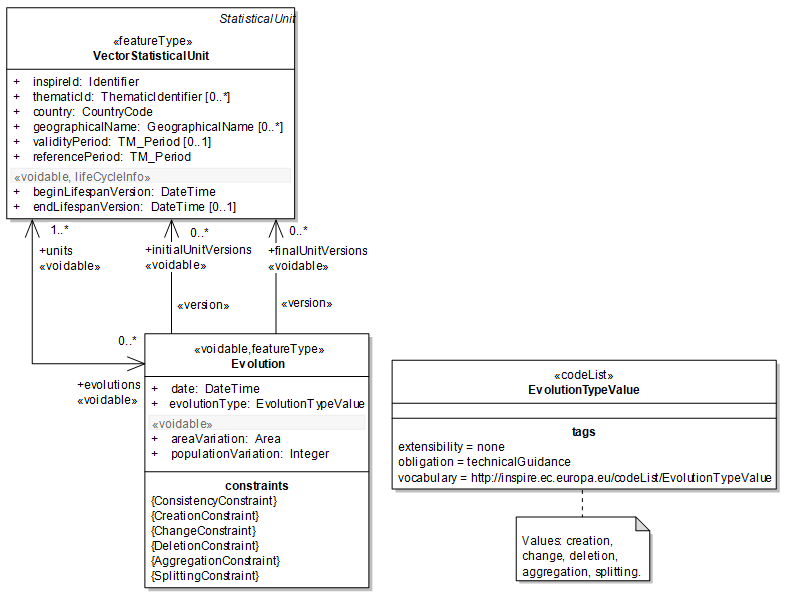 StatisticalUnit
«featureType»
VectorStatisticalUnit
+ inspireId: Identifier
+ thematicId: ThematicIdentifier [0..*]
+ country: CountryCode
+ geographicalName: GeographicalName [0..*]
+ validityPeriod: TM_Period [0..1]
+ referencePeriod: TM_Period
«voidable, lifeCycleInfo»
+ beginLifespanVersion: DateTime
+ endLifespanVersion: DateTime [0..1]
1..*
+units
«voidable»
0..*
+initialUnitVersions
«voidable»
0..*
+finalUnitVersions
«voidable»
«version»
«version»
0..*
+evolutions
«voidable»
«voidable,featureType»
Evolution
+ date: DateTime
+ evolutionType: EvolutionTypeValue
«voidable»
+ areaVariation: Area
+ populationVariation: Integer
constraints
{ConsistencyConstraint}
{CreationConstraint}
{ChangeConstraint}
{DeletionConstraint}
{AggregationConstraint}
{SplittingConstraint}
«codeList»
EvolutionTypeValue
tags
extensibility = none
obligation = technicalGuidance
vocabulary = http://inspire.ec.europa.eu/codeList/EvolutionTypeValue
Values: creation,
change, deletion,
aggregation, splitting.